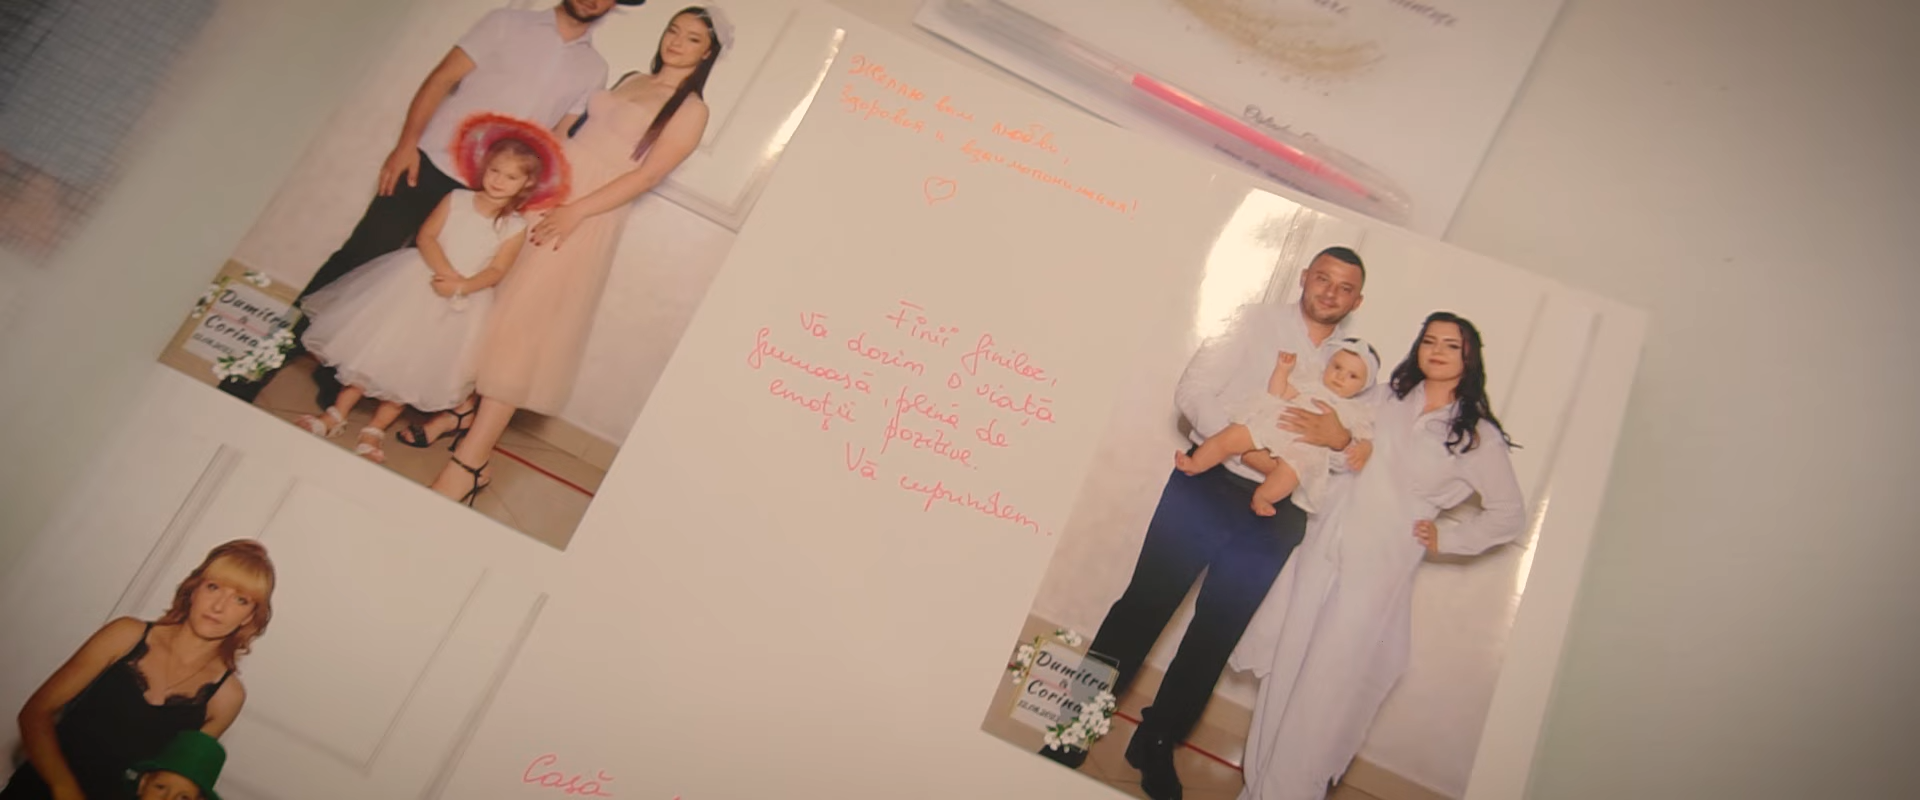 Желаю вам любви,
Здоровья и взаимопонимания!
Finii finilor,
Vă dorim o viață
frumoasă, plină de
emoții pozitive.
Vă cuprindem.
Dumitru
&
Corina
Dumitru
&
Corina
Casă